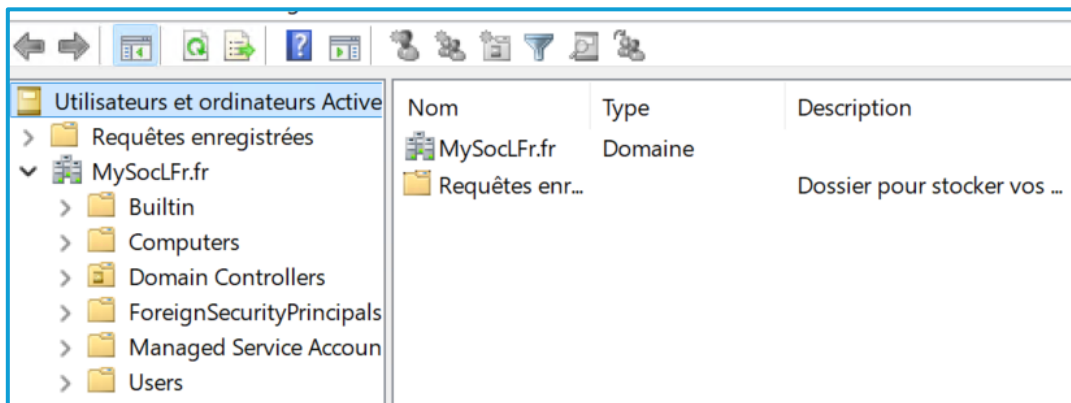 Utilisateurs et ordinateurs Active
Requêtes enregistrées
MySocLFr.fr
Builtin
Computers
Domain Controllers
ForeignSecurityPrincipals
Managed Service Accoun
Users
Nom Type Description
MySocLFr.fr Domaine
Requêtes enr... Dossier pour stocker vos ...